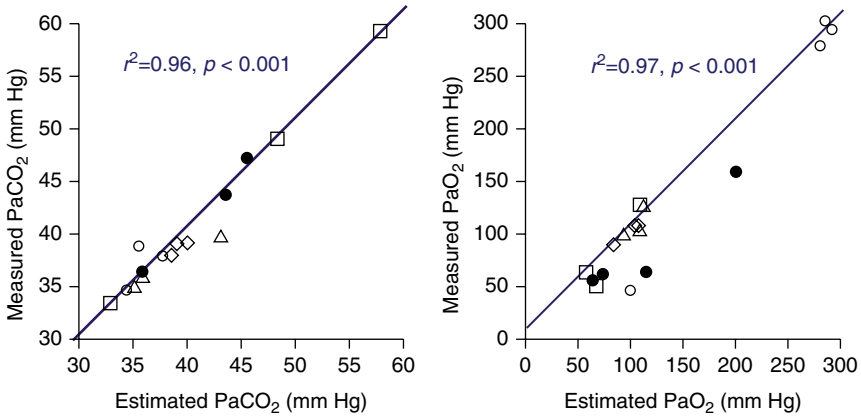 Measured PaCO₂ (mm Hg)
60
55
50
45
40
35
30
r²=0.96, p < 0.001
30 35 40 45 50 55 60
Estimated PaCO₂ (mm Hg)
Measured PaO₂ (mm Hg)
300
250
200
150
100
50
0
r²=0.97, p < 0.001
0 50 100 150 200 250 300
Estimated PaO₂ (mm Hg)